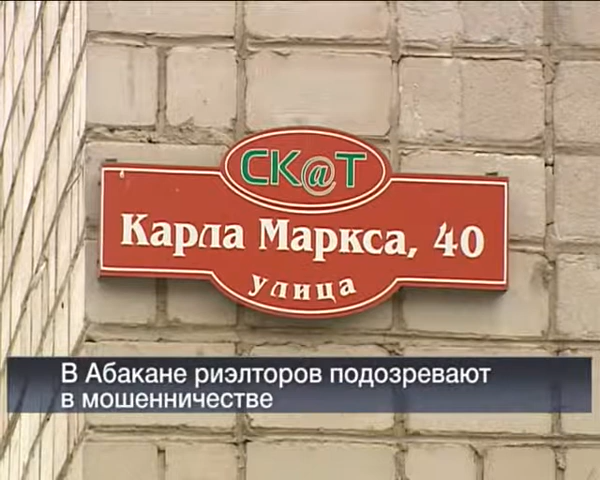 СК@Т
Карла Маркса, 40
улица
В Абакане риэлторов подозревают
в мошенничестве